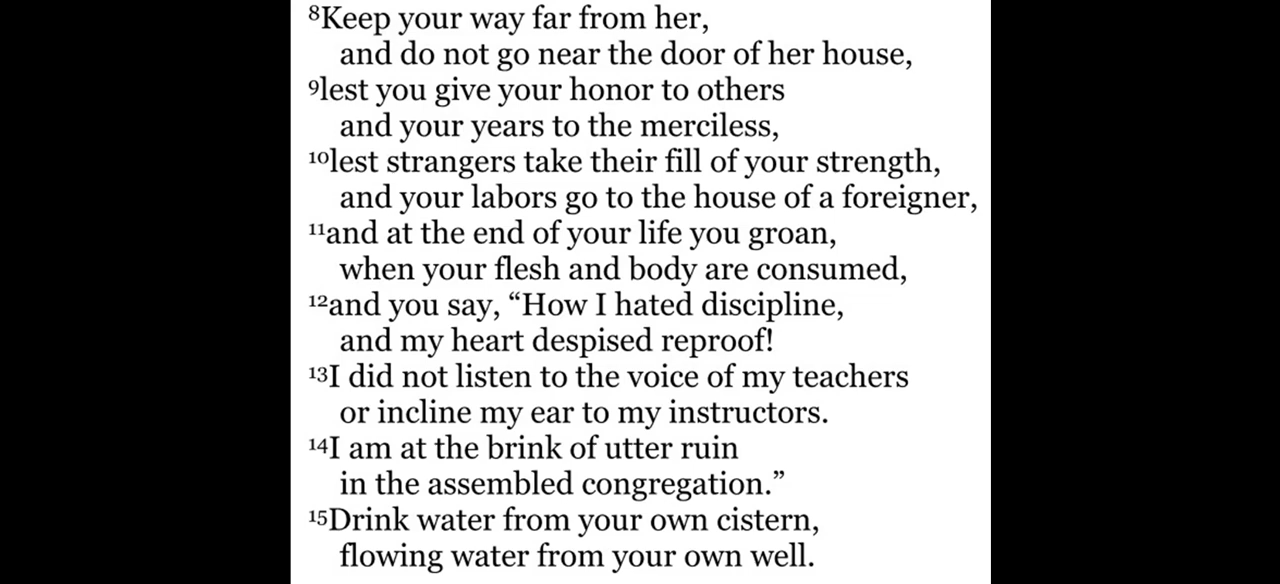 ⁸Keep your way far from her,
and do not go near the door of her house,
⁹lest you give your honor to others
and your years to the merciless,
¹⁰lest strangers take their fill of your strength,
and your labors go to the house of a foreigner,
¹¹and at the end of your life you groan,
when your flesh and body are consumed,
¹²and you say, “How I hated discipline,
and my heart despised reproof!
¹³I did not listen to the voice of my teachers
or incline my ear to my instructors.
¹⁴I am at the brink of utter ruin
in the assembled congregation.”
¹⁵Drink water from your own cistern,
flowing water from your own well.